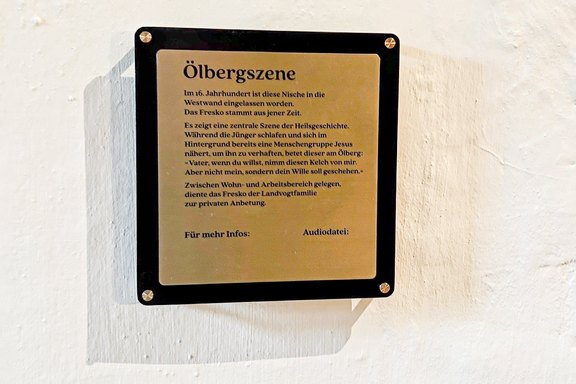 Ölbergszene
Im 16. Jahrhundert ist diese Nische in die
Westwand eingelassen worden.
Das Fresko stammt aus jener Zeit.
Es zeigt eine zentrale Szene der Heilsgeschichte.
Während die Jünger schlafen und sich im
Hintergrund bereits eine Menschengruppe Jesus
nähert, um ihn zu verhaften, betet dieser am Ölberg:
«Vater, wenn du willst, nimm diesen Kelch von mir.
Aber nicht mein, sondern dein Wille soll geschehen.»
Zwischen Wohn- und Arbeitsbereich gelegen,
diente das Fresko der Landvogtfamilie
zur privaten Anbetung.
Für mehr Infos: Audiodatei: